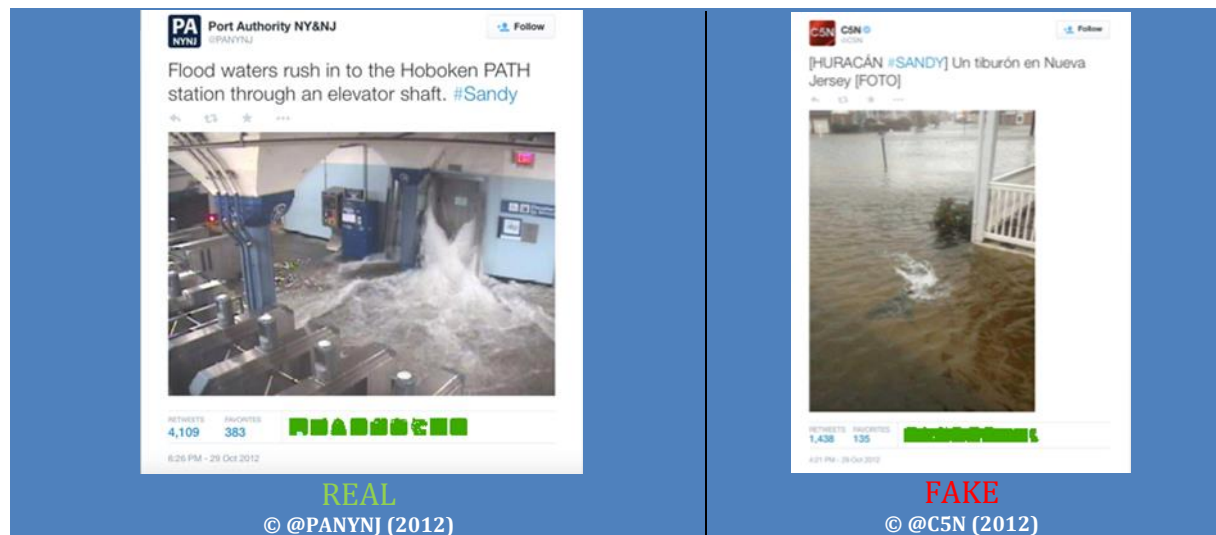 PA
NYNJ
Port Authority NY&NJ
@PANYNJ
Follow
Flood waters rush in to the Hoboken PATH
station through an elevator shaft. #Sandy
RETWEETS FAVORITES
4,109 383
6:26 PM - 29 Oct 2012
REAL
© @PANYNJ (2012)
C5N
C5N
@C5N
Follow
[HURACÁN #SANDY] Un tiburón en Nueva
Jersey [FOTO]
RETWEETS FAVORITES
1,438 135
4:21 PM - 29 Oct 2012
FAKE
© @C5N (2012)